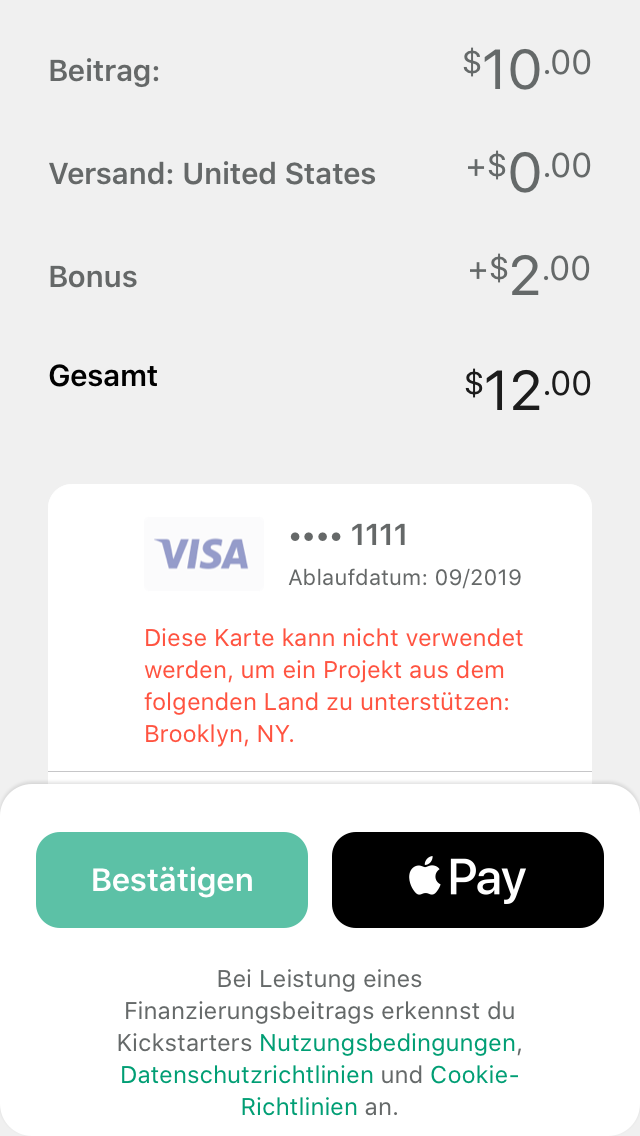 Beitrag: $10.00
Versand: United States +$0.00
Bonus +$2.00
Gesamt $12.00
VISA •••• 1111
Ablaufdatum: 09/2019
Diese Karte kann nicht verwendet
werden, um ein Projekt aus dem
folgenden Land zu unterstützen:
Brooklyn, NY.
Bestätigen Pay
Bei Leistung eines
Finanzierungsbeitrags erkennst du
Kickstarters Nutzungsbedingungen,
Datenschutzrichtlinien und Cookie-
Richtlinien an.